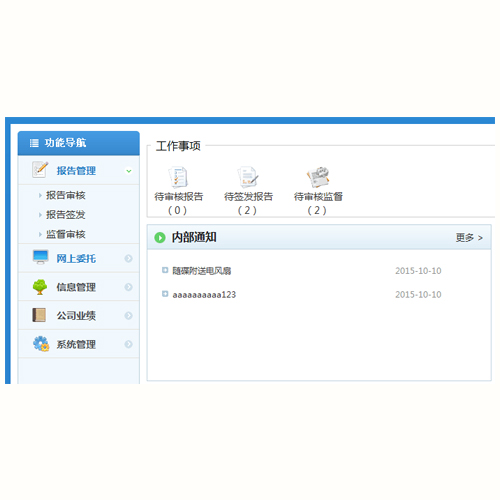 功能导航
报告管理
报告审核
报告签发
监督审核
网上委托
信息管理
公司业绩
系统管理
工作事项
待审核报告 待签发报告 待审核监督
(0) (2) (2)
内部通知 更多 >
随碟附送电风扇 2015-10-10
aaaaaaaaaa123 2015-10-10